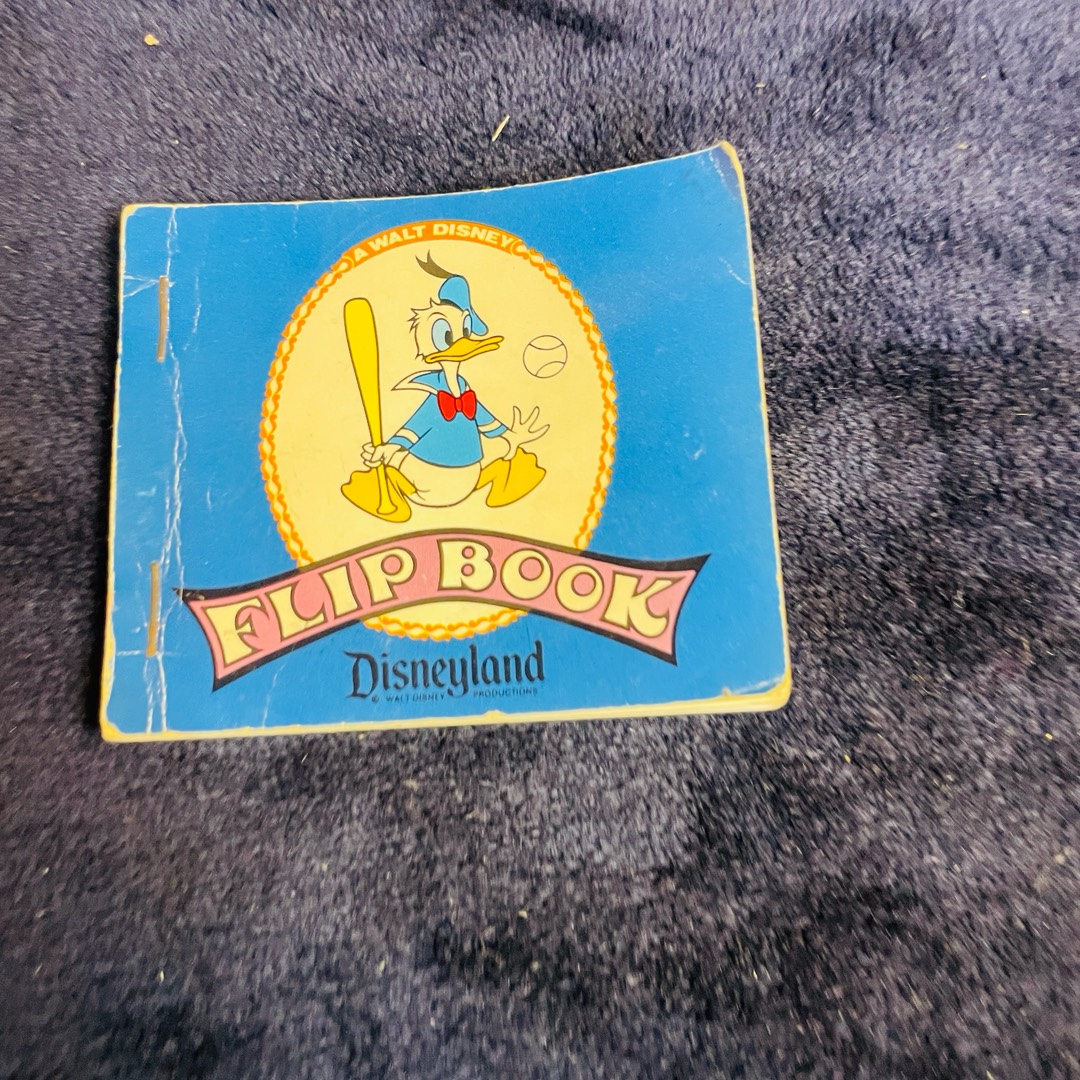 A WALT DISNEY
FLIP BOOK
Disneyland
© WALT DISNEY PRODUCTIONS